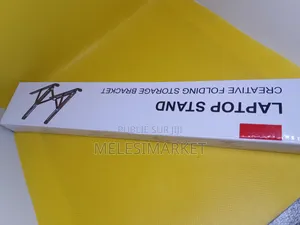 LAPTOP STAND
CREATIVE FOLDING STORAGE BRACKET
MELESIMARKET